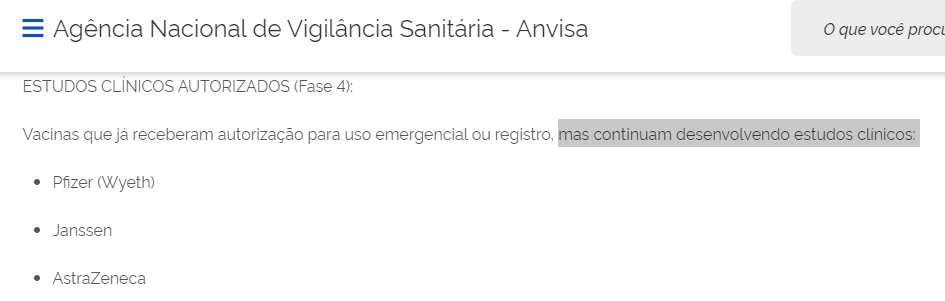 Agência Nacional de Vigilância Sanitária - Anvisa
O que você procu
ESTUDOS CLÍNICOS AUTORIZADOS (Fase 4):
Vacinas que já receberam autorização para uso emergencial ou registro, mas continuam desenvolvendo estudos clínicos:
Pfizer (Wyeth)
Janssen
AstraZeneca